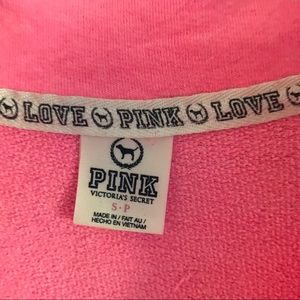 LOVE PINK LOVE
PINK
VICTORIA'S SECRET
S · P
MADE IN / FAIT AU /
HECHO EN VIETNAM